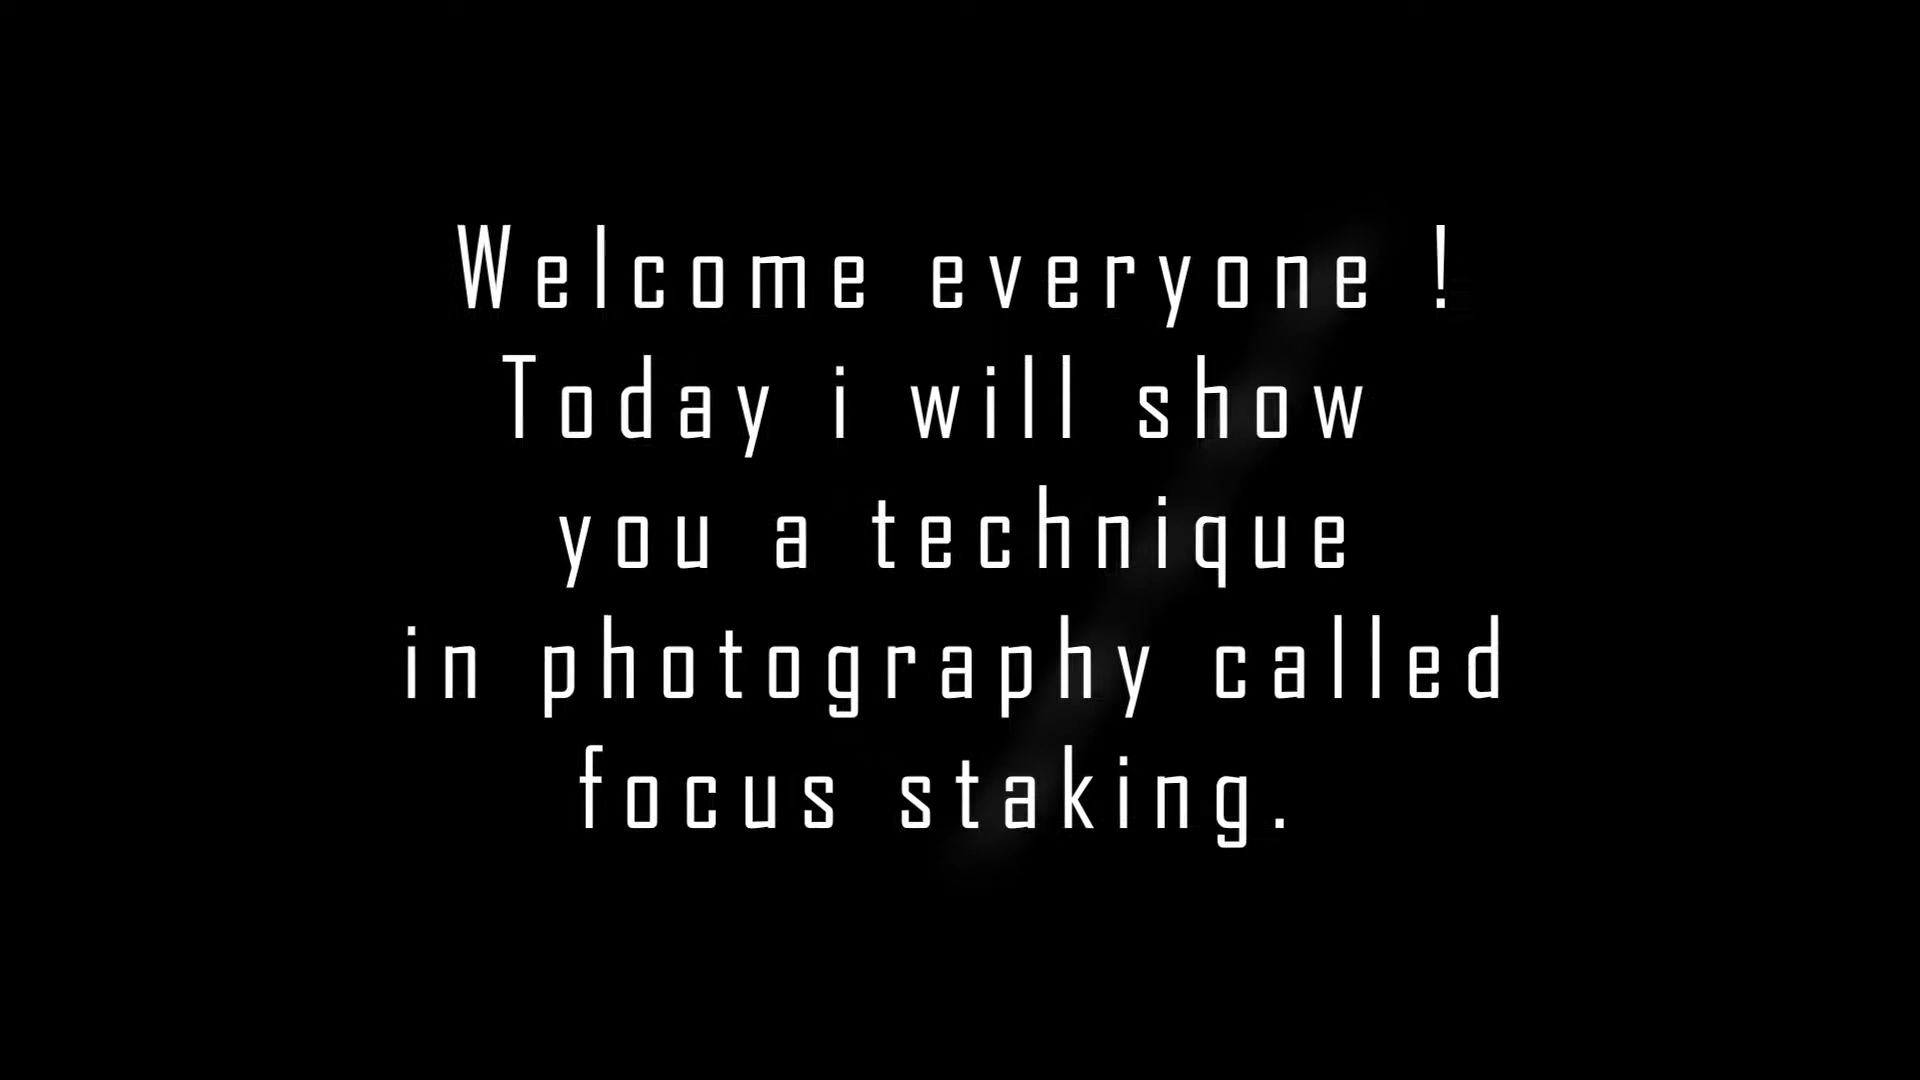 Welcome everyone !
Today i will show
you a technique
in photography called
focus staking.